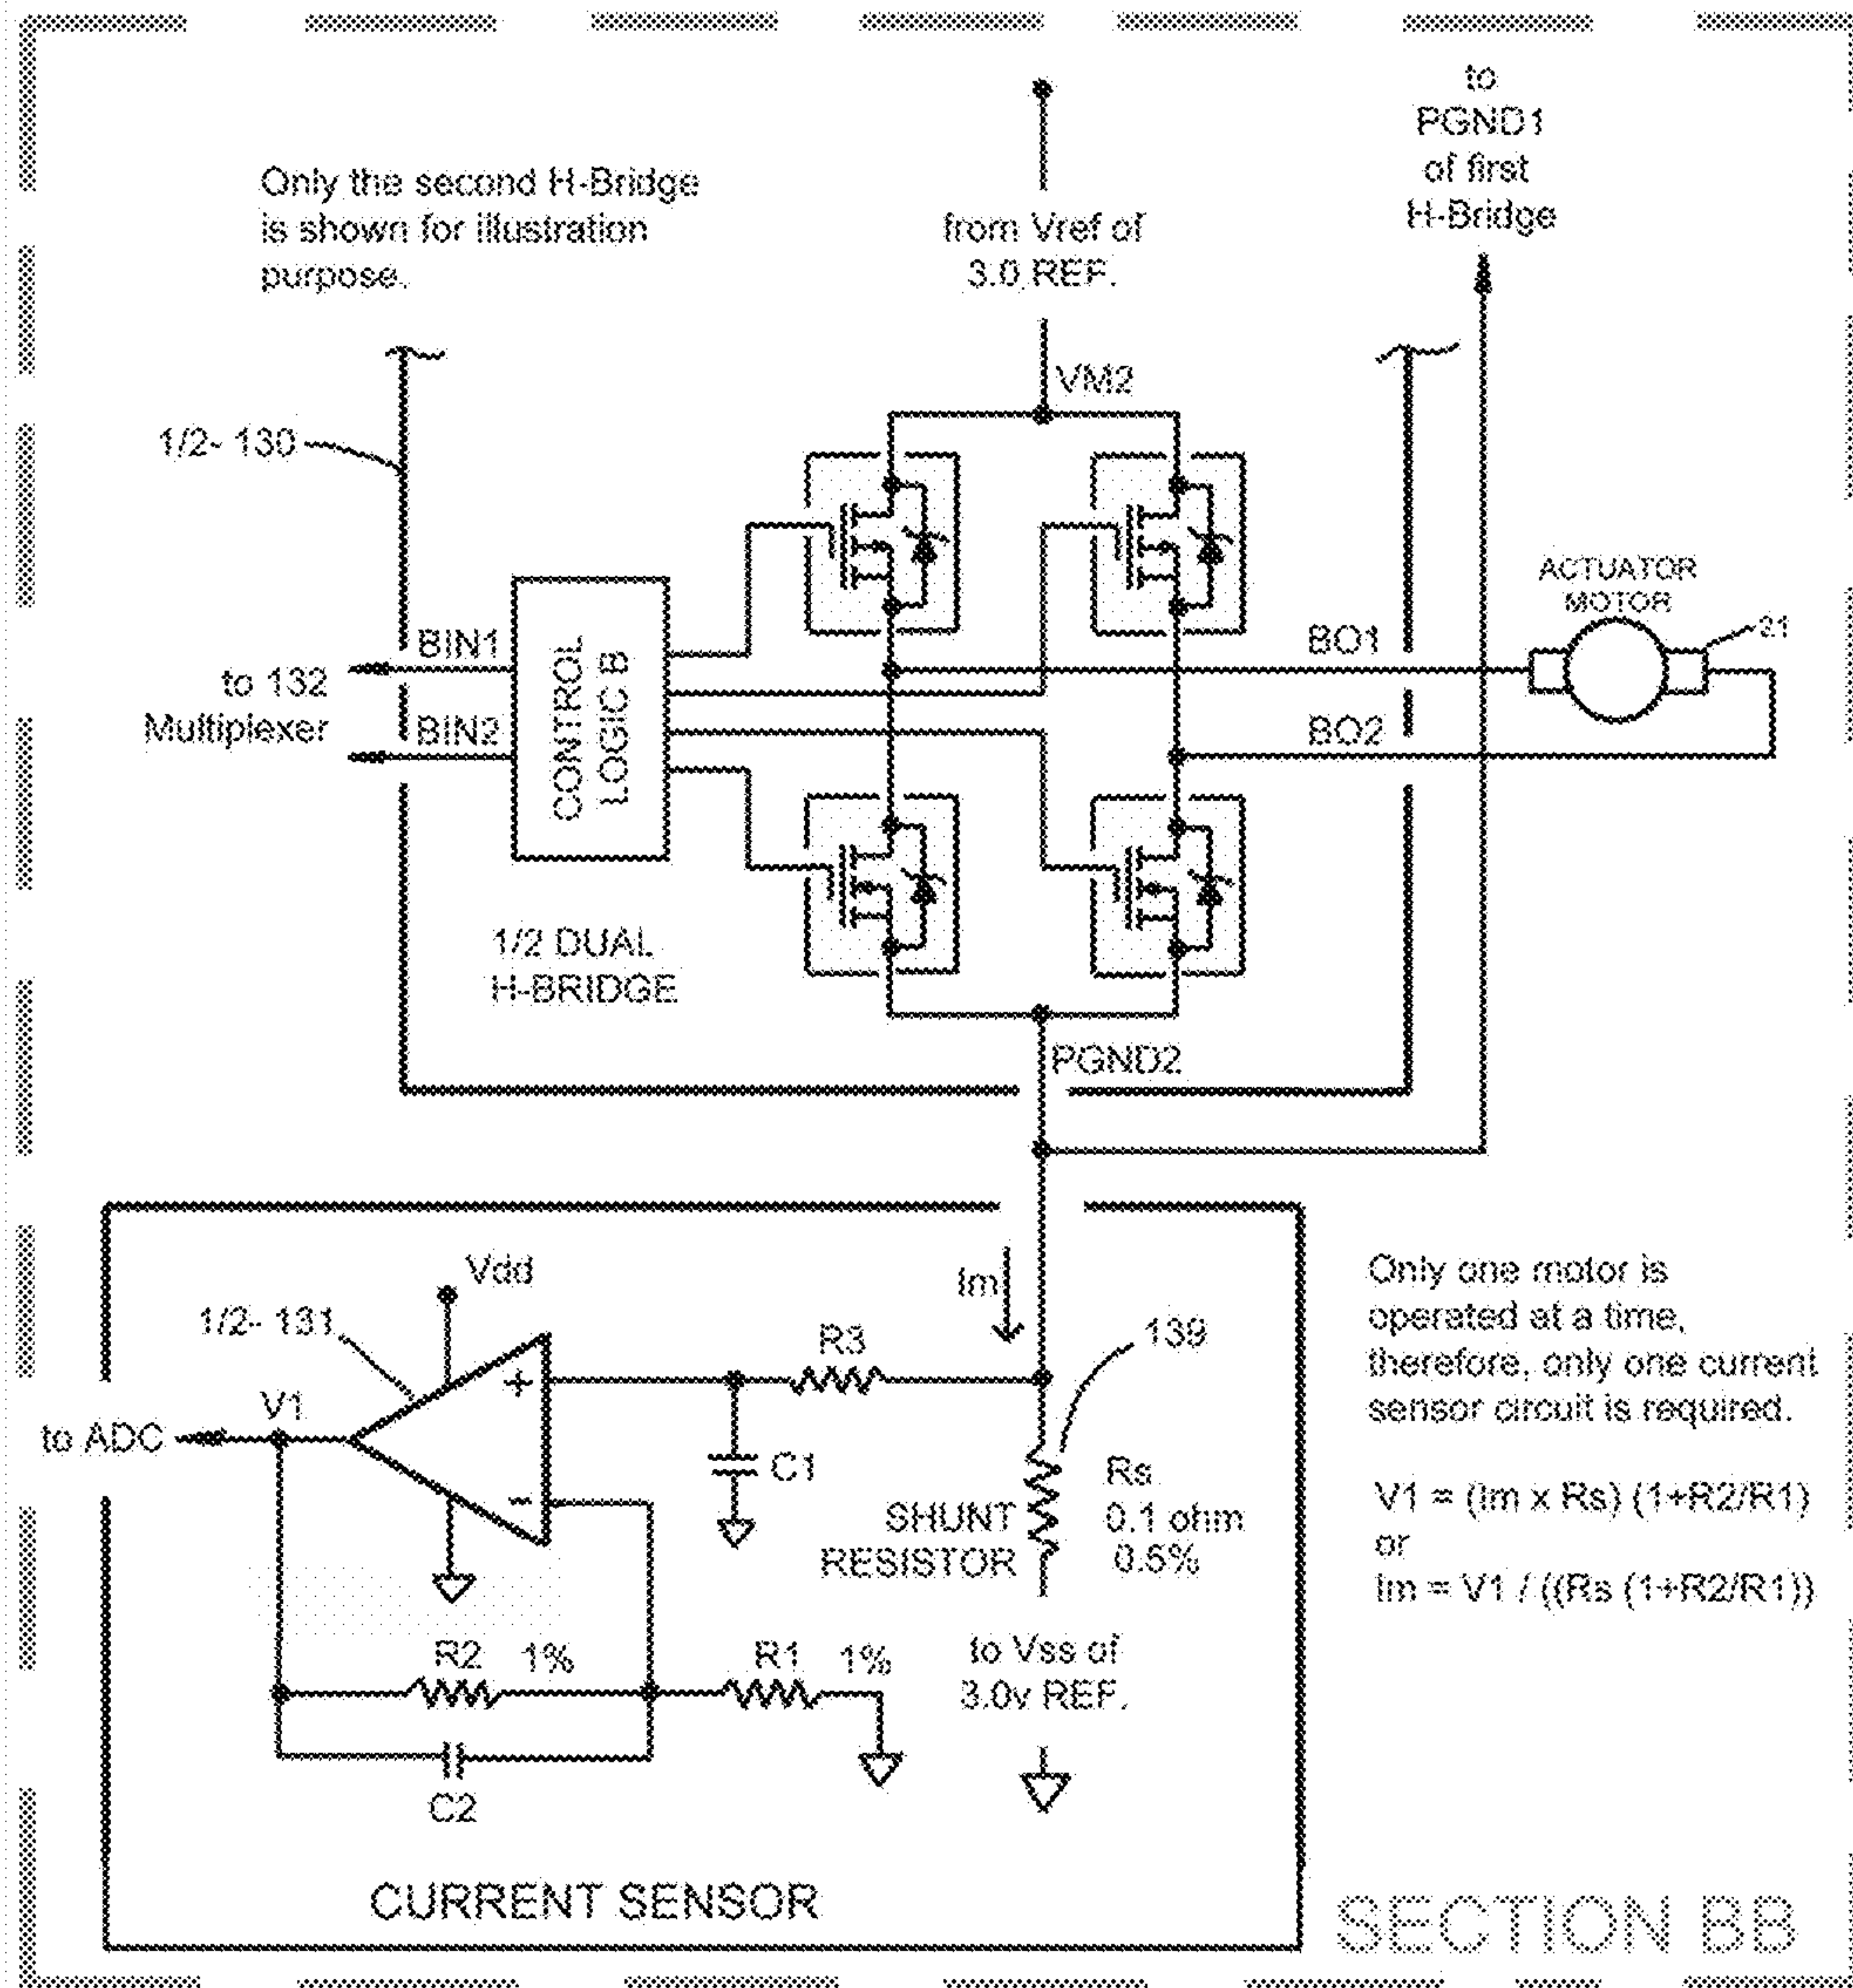 to
PGND1
of first
H-Bridge
Only the second H-Bridge
is shown for illustration
purpose.
from Vref of
3.0 REF.
VM2
1/2- 130
ACTUATOR
MOTOR
21
BIN1
BO1
to 132
Multiplexer
BIN2
BO2
CONTROL
LOGIC B
1/2 DUAL
H-BRIDGE
PGND2
Vdd
Im
1/2- 131
R3
139
+
V1
to ADC
C1
-
Rs
0.1 ohm
0.5%
SHUNT
RESISTOR
Only one motor is
operated at a time,
therefore, only one current
sensor circuit is required.
V1 = (Im x Rs) (1+R2/R1)
or
Im = V1 / ((Rs (1+R2/R1))
R2 1%
R1 1%
to Vss of
3.0v REF.
C2
CURRENT SENSOR
SECTION BB